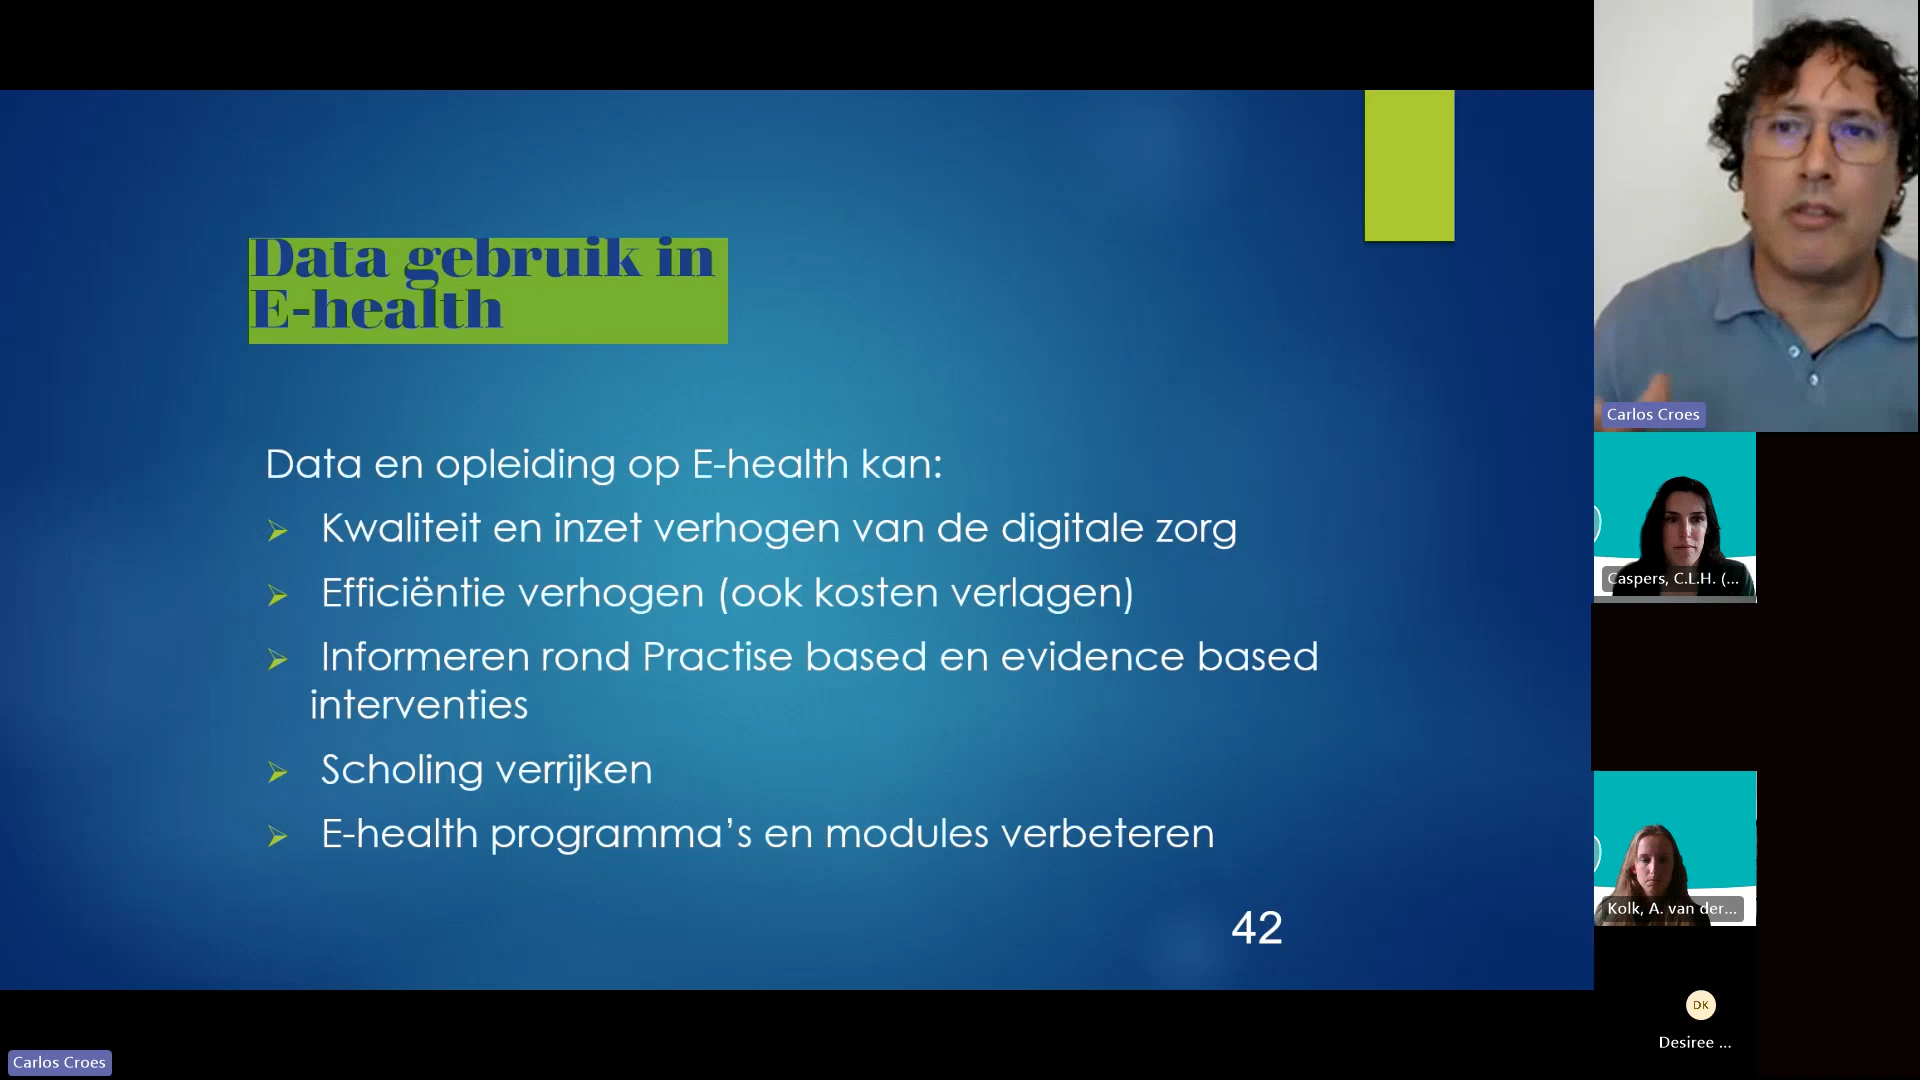 Data gebruik in
E-health
Data en opleiding op E-health kan:
Kwaliteit en inzet verhogen van de digitale zorg
Efficiëntie verhogen (ook kosten verlagen)
Informeren rond Practise based en evidence based
interventies
Scholing verrijken
E-health programma’s en modules verbeteren
42
Carlos Croes
Carlos Croes
Caspers, C.L.H. (...
Kolk, A. van der...
DK
Desiree ...